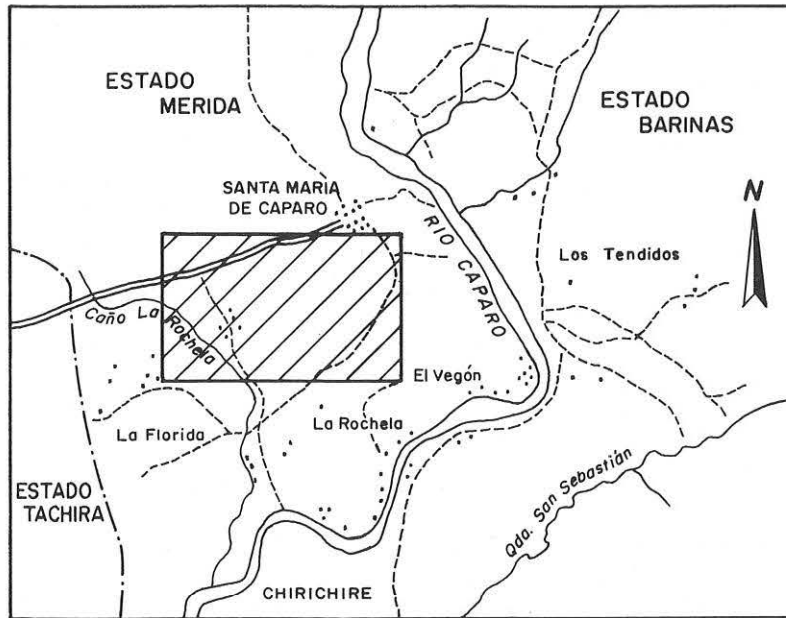 ESTADO
MERIDA
ESTADO
BARINAS
SANTA MARIA
DE CAPARO
N
RIO CAPARO
Los Tendidos
Caño La Rochela
El Vegón
La Florida
La Rochela
ESTADO
TACHIRA
Qda. San Sebastián
CHIRICHIRE